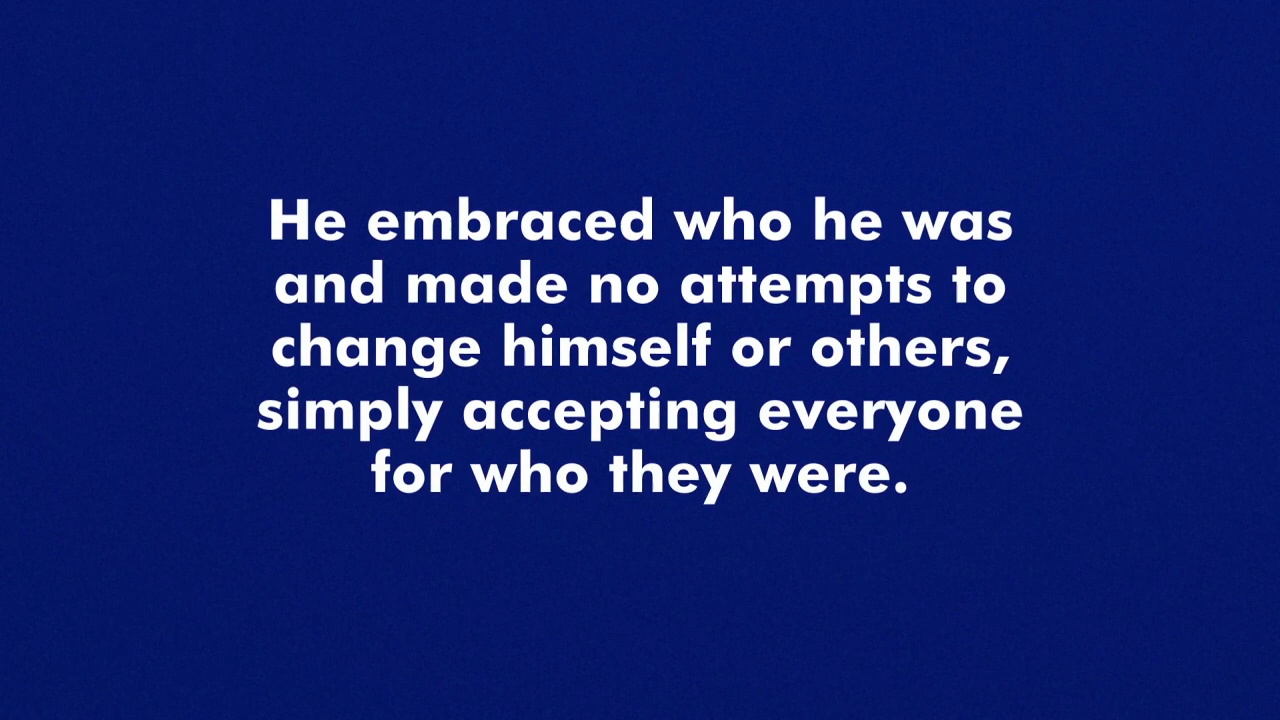 He embraced who he was
and made no attempts to
change himself or others,
simply accepting everyone
for who they were.